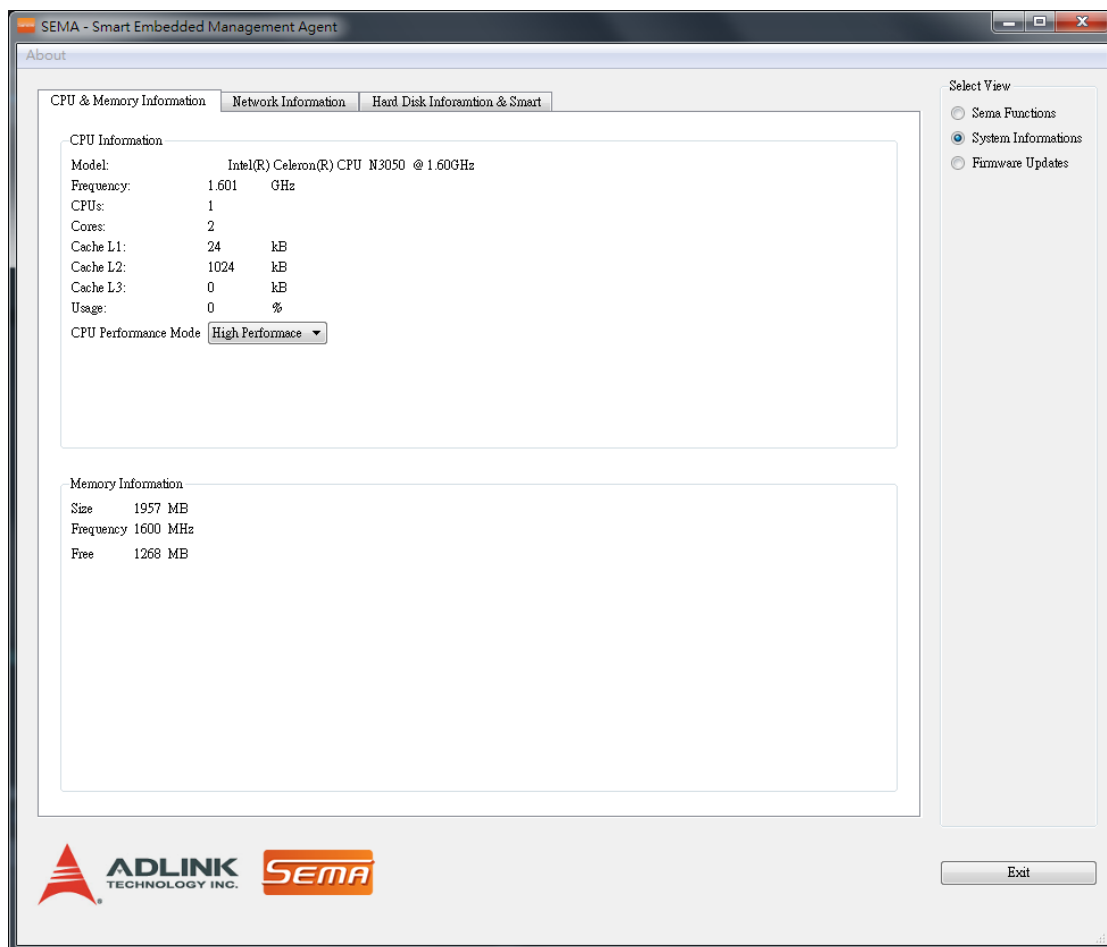 SEMA - Smart Embedded Management Agent
About
CPU & Memory Information
Network Information
Hard Disk Inforamtion & Smart
CPU Information
Model: Intel(R) Celeron(R) CPU N3050 @ 1.60GHz
Frequency: 1.601 GHz
CPUs: 1
Cores: 2
Cache L1: 24 kB
Cache L2: 1024 kB
Cache L3: 0 kB
Usage: 0 %
CPU Performance Mode High Performace
Memory Information
Size 1957 MB
Frequency 1600 MHz
Free 1268 MB
Select View
Sema Functions
System Informations
Firmware Updates
ADLINK
TECHNOLOGY INC.
SEMA
Exit